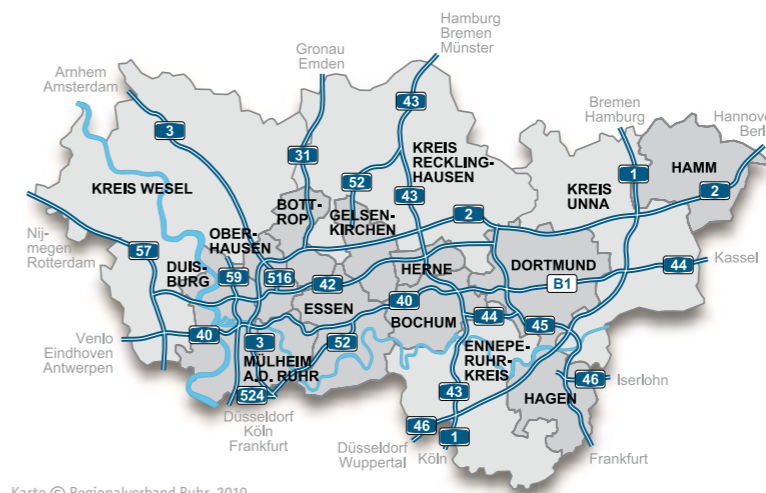 Hamburg
Bremen
Münster
Gronau
Emden
Arnhem
Amsterdam
43
Bremen
Hamburg
3
Hannove
Berl
31
KREIS
RECKLING-
HAUSEN
HAMM
1
52
KREIS WESEL
BOTT-
ROP
43
KREIS
UNNA
2
GELSEN-
KIRCHEN
2
Nij-
megen
Rotterdam
OBER-
HAUSEN
57
DUIS-
BURG
59
516
42
HERNE
DORTMUND
44
Kassel
B1
ESSEN
40
BOCHUM
44
45
40
Venlo
Eindhoven
Antwerpen
3
52
ENNEPE-
RUHR-
KREIS
MÜLHEIM
A.D. RUHR
46
Iserlohn
524
43
HAGEN
Düsseldorf
Köln
Frankfurt
46
1
Düsseldorf
Wuppertal
Köln
Frankfurt
Karte © Regionalverband Ruhr, 2010